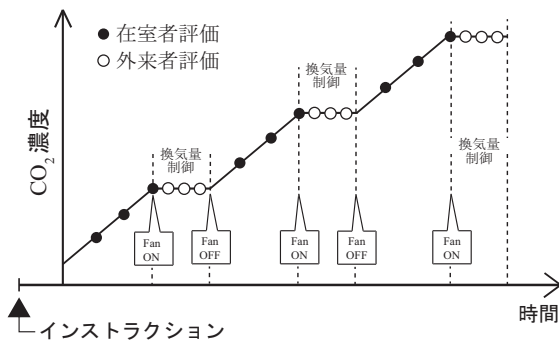 ● 在室者評価
○ 外来者評価
換気量
制御
換気量
制御
換気量
制御
CO2 濃度
Fan
ON
Fan
OFF
Fan
ON
Fan
OFF
Fan
ON
時間
インストラクション